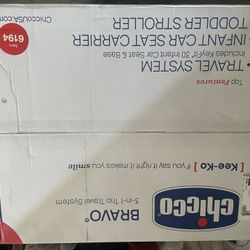 chicco
BRAVO®
3-in-1 Trio Travel System
[ Kee-Ko ] If you say it right it makes you smile
Top Features
• TRAVEL SYSTEM
Includes KeyFit® 30 Infant Car Seat & Base
• INFANT CAR SEAT CARRIER
• TODDLER STROLLER
ChiccoUSA.com
Item
6194